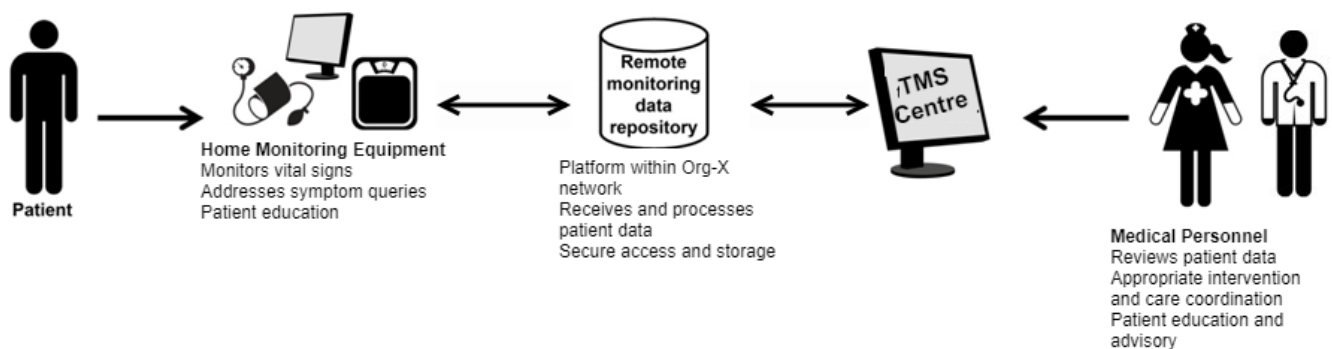 Patient
Home Monitoring Equipment
Monitors vital signs
Addresses symptom queries
Patient education
Remote
monitoring
data
repository
Platform within Org-X
network
Receives and processes
patient data
Secure access and storage
TMS
Centre
Medical Personnel
Reviews patient data
Appropriate intervention
and care coordination
Patient education and
advisory